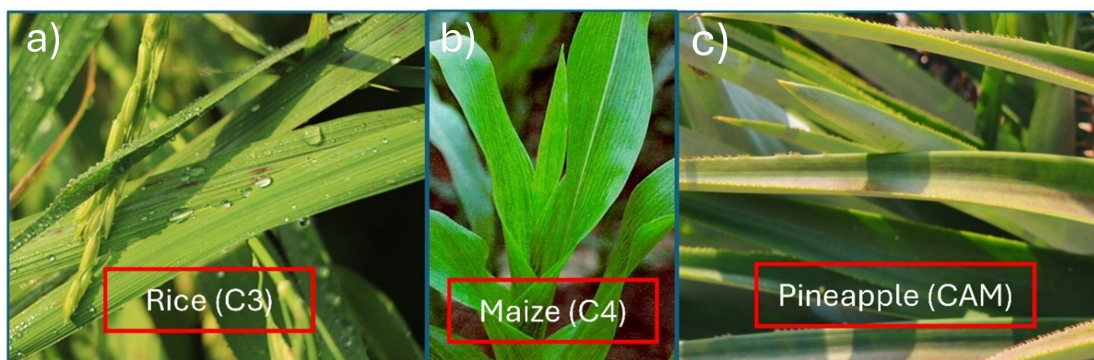 a)
Rice (C3)
b)
Maize (C4)
c)
Pineapple (CAM)